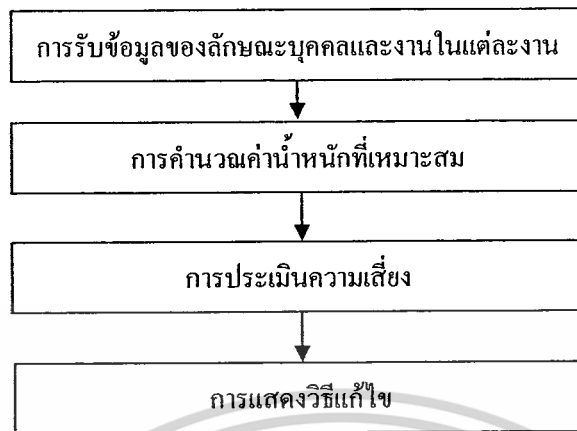 การรับข้อมูลของลักษณะบุคคลและงานในแต่ละงาน
การคำนวณค่าน้ำหนักที่เหมาะสม
การประเมินความเสี่ยง
การแสดงวิธีแก้ไข